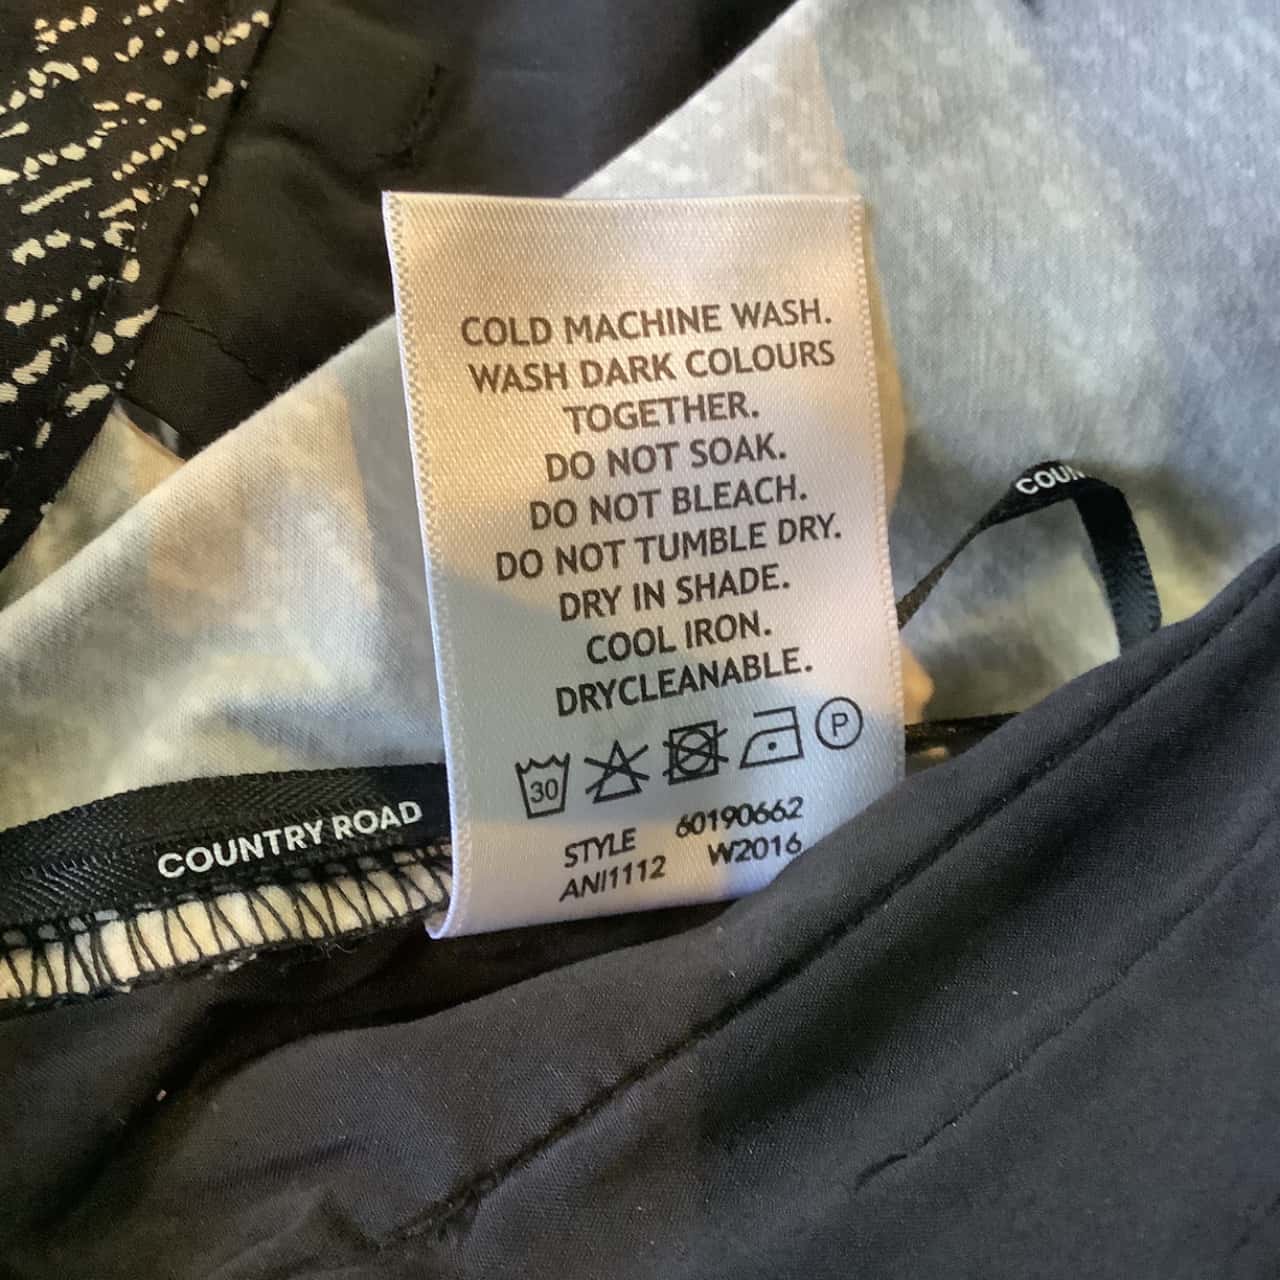 COLD MACHINE WASH.
WASH DARK COLOURS
TOGETHER.
DO NOT SOAK.
DO NOT BLEACH.
DO NOT TUMBLE DRY.
DRY IN SHADE.
COOL IRON.
DRYCLEANABLE.
30 P
STYLE 60190662
ANI1112 W2016
COUN
COUNTRY ROAD